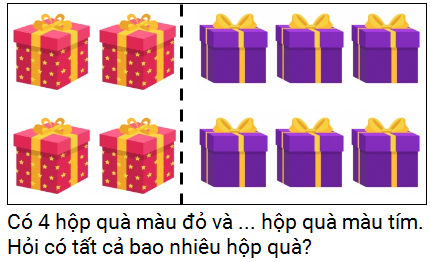 Có 4 hộp quà màu đỏ và ... hộp quà màu tím.
Hỏi có tất cả bao nhiêu hộp quà?